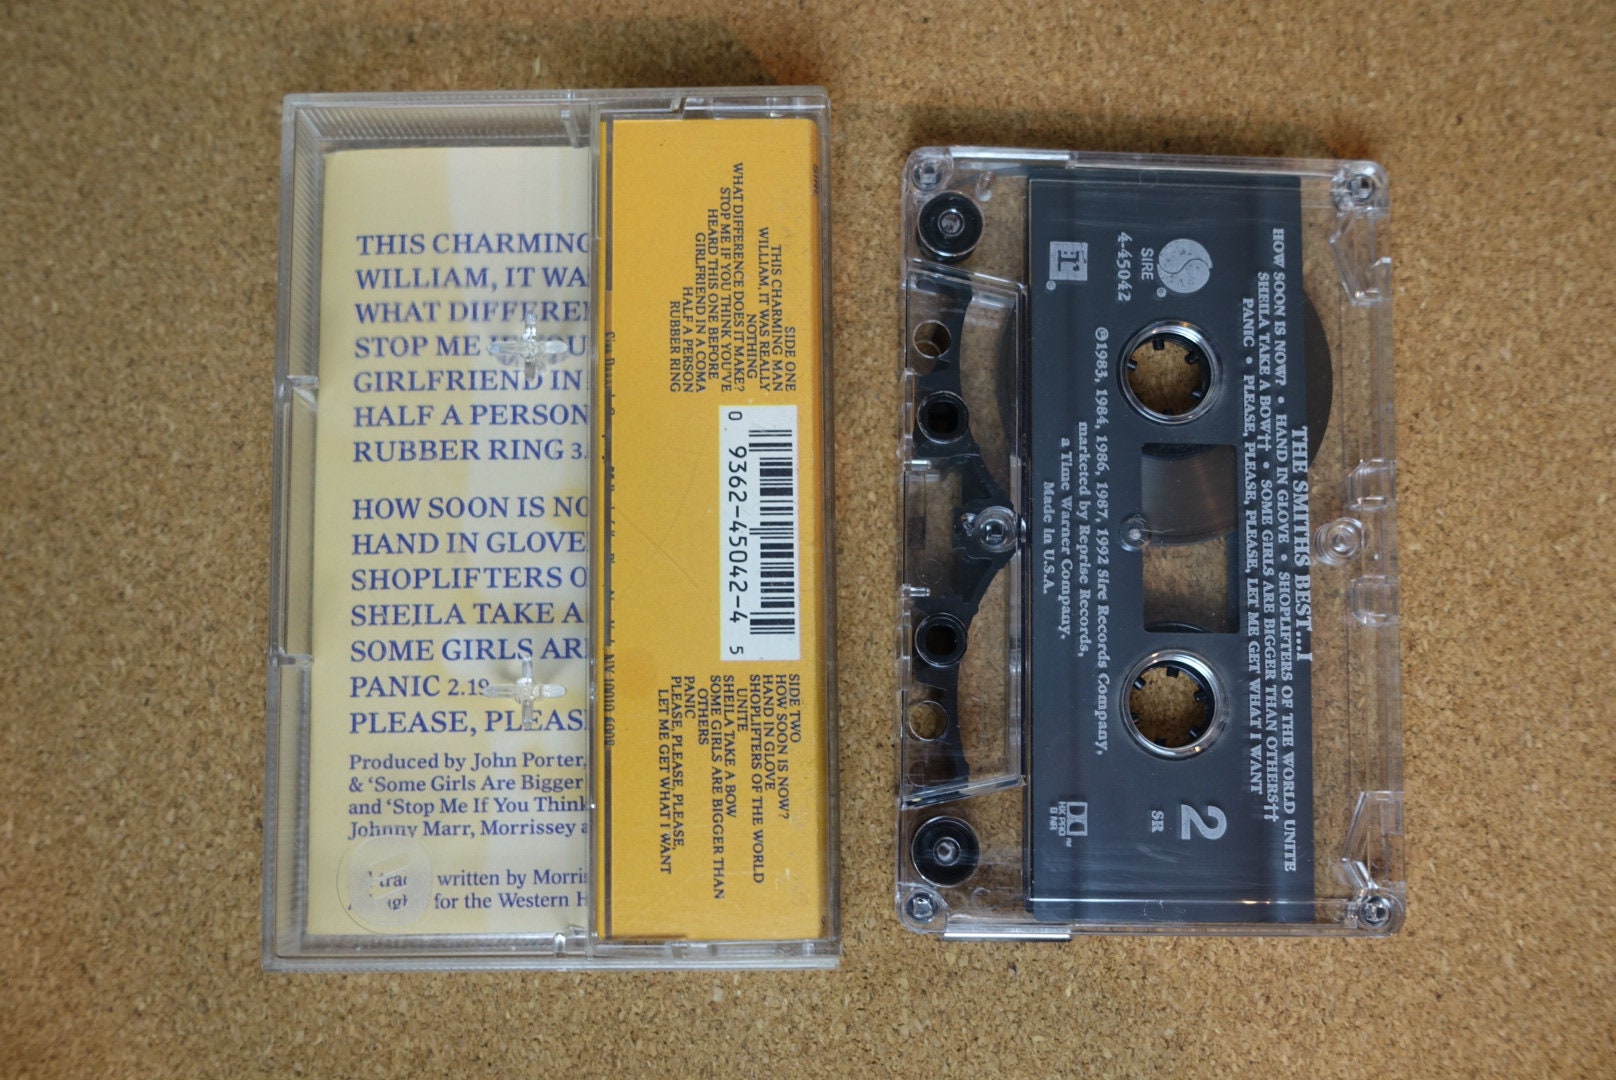 THIS CHARMING
WILLIAM, IT WA
WHAT DIFFEREN
STOP ME
GIRLFRIEND IN
HALF A PERSON
RUBBER RING 3.
HOW SOON IS NO
HAND IN GLOVE
SHOPLIFTERS O
SHEILA TAKE A
SOME GIRLS AR
PANIC 2.19
PLEASE, PLEAS
Produced by John Porter,
& ‘Some Girls Are Bigger
and ‘Stop Me If You Think
Johnny Marr, Morrissey a
written by Morris
for the Western H
SIDE ONE
THIS CHARMING MAN
WILLIAM, IT WAS REALLY
NOTHING
WHAT DIFFERENCE DOES IT MAKE?
STOP ME IF YOU THINK YOU'VE
HEARD THIS ONE BEFORE
GIRLFRIEND IN A COMA
HALF A PERSON
RUBBER RING
0 9362-45042-4 5
SIDE TWO
HOW SOON IS NOW?
HAND IN GLOVE
SHOPLIFTERS OF THE WORLD
UNITE
SHEILA TAKE A BOW
SOME GIRLS ARE BIGGER THAN
OTHERS
PANIC
PLEASE, PLEASE, PLEASE,
LET ME GET WHAT I WANT
NY 10019-6908
THE SMITHS BEST...I
HOW SOON IS NOW? • HAND IN GLOVE • SHOPLIFTERS OF THE WORLD UNITE
SHEILA TAKE A BOW†† • SOME GIRLS ARE BIGGER THAN OTHERS††
PANIC • PLEASE, PLEASE, PLEASE, LET ME GET WHAT I WANT
SIRE ®
4-45042
r ®
2
SR
DD ™
HX PRO
B NR
℗1983, 1984, 1986, 1987, 1992 Sire Records Company,
marketed by Reprise Records,
a Time Warner Company.
Made in U.S.A.